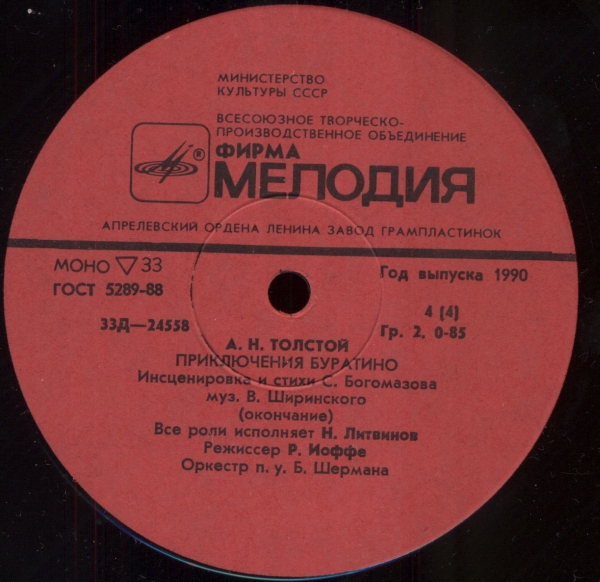 МИНИСТЕРСТВО
КУЛЬТУРЫ СССР
ВСЕСОЮЗНОЕ ТВОРЧЕСКО-
ПРОИЗВОДСТВЕННОЕ ОБЪЕДИНЕНИЕ
® ФИРМА
МЕЛОДИЯ
АПРЕЛЕВСКИЙ ОРДЕНА ЛЕНИНА ЗАВОД ГРАМПЛАСТИНОК
МОНО ▽ 33
Год выпуска 1990
ГОСТ 5289-88
4 (4)
33Д—24558
Гр. 2. 0-85
А. Н. ТОЛСТОЙ
ПРИКЛЮЧЕНИЯ БУРАТИНО
Инсценировка и стихи С. Богомазова
муз. В. Ширинского
(окончание)
Все роли исполняет Н. Литвинов
Режиссер Р. Иоффе
Оркестр п. у. Б. Шермана